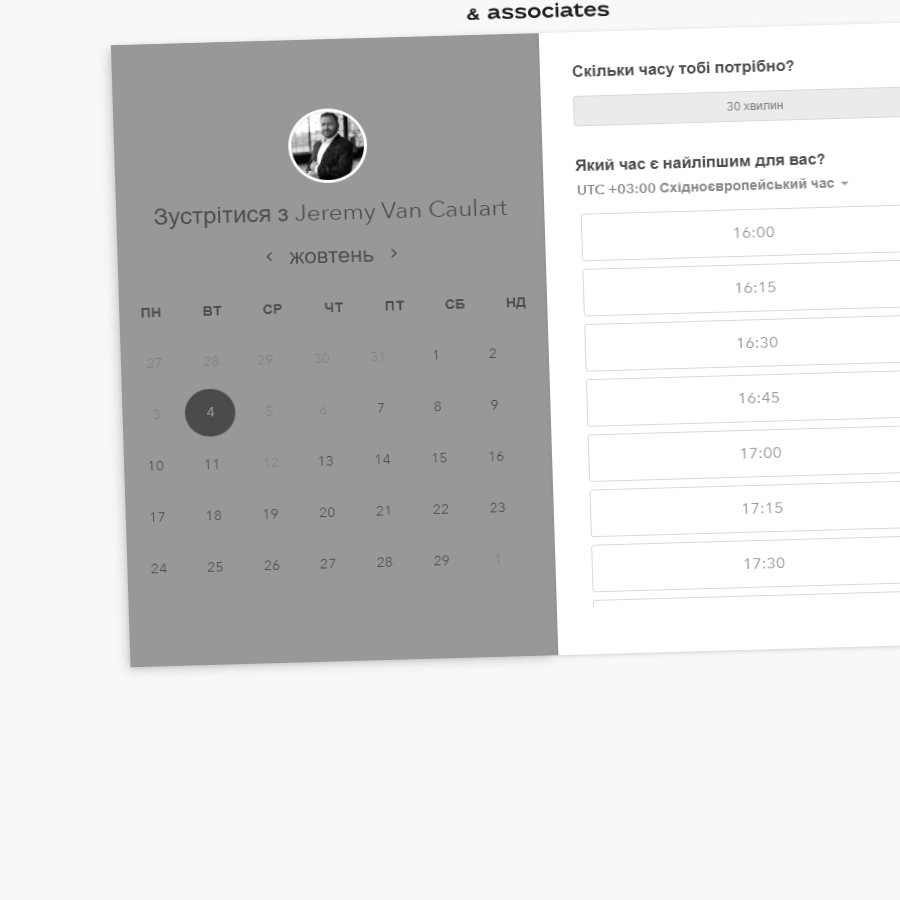 & associates
Зустрітися з Jeremy Van Caulart
жовтень
ПН ВТ СР ЧТ ПТ СБ НД
27 28 29 30 31 1 2
3 4 5 6 7 8 9
10 11 12 13 14 15 16
17 18 19 20 21 22 23
24 25 26 27 28 29 1
Скільки часу тобі потрібно?
30 хвилин
Який час є найліпшим для вас?
UTC +03:00 Східноєвропейський час
16:00
16:15
16:30
16:45
17:00
17:15
17:30